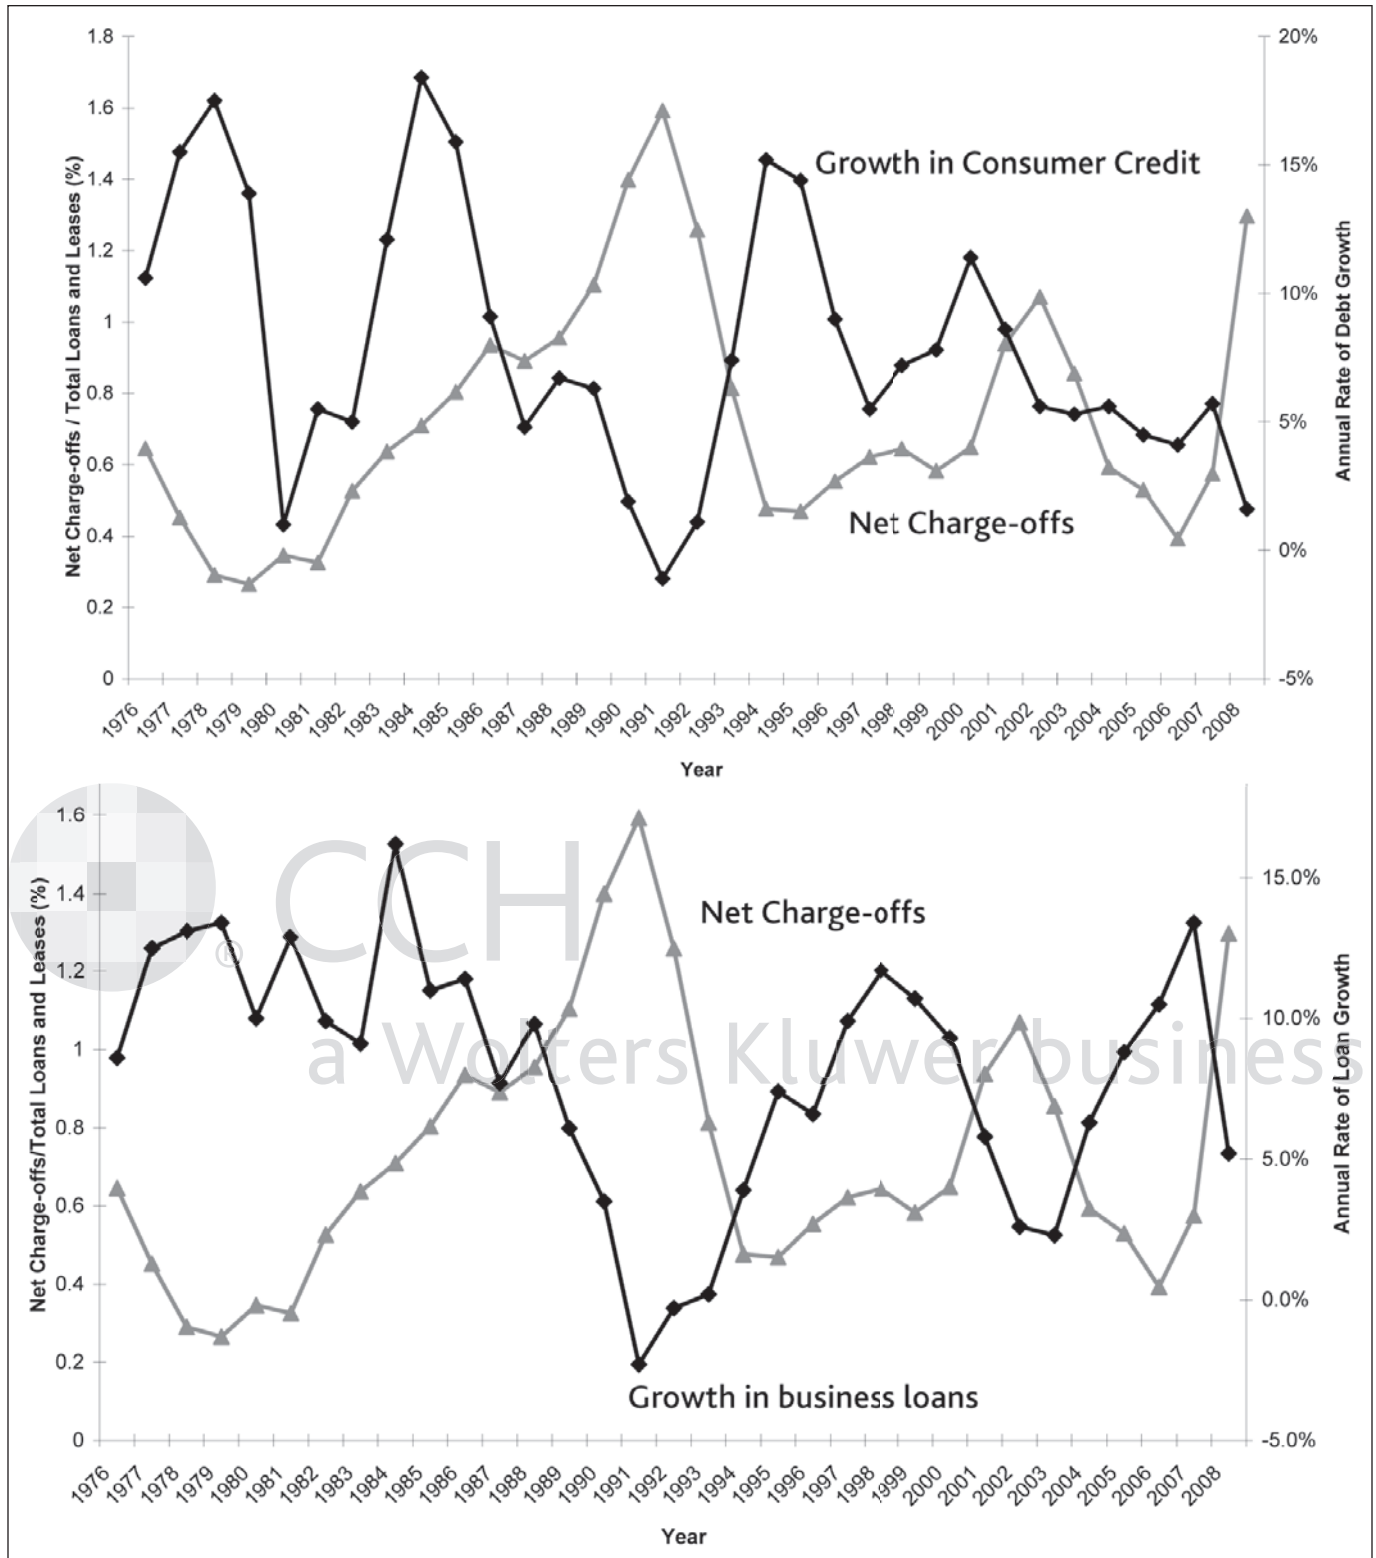 1.8
1.6
1.4
1.2
1
0.8
0.6
0.4
0.2
0
Net Charge-offs / Total Loans and Leases (%)
20%
15%
10%
5%
0%
-5%
Annual Rate of Debt Growth
Growth in Consumer Credit
Net Charge-offs
1976 1977 1978 1979 1980 1981 1982 1983 1984 1985 1986 1987 1988 1989 1990 1991 1992 1993 1994 1995 1996 1997 1998 1999 2000 2001 2002 2003 2004 2005 2006 2007 2008
Year
1.6
1.4
1.2
1
0.8
0.6
0.4
0.2
0
Net Charge-offs/Total Loans and Leases (%)
15.0%
10.0%
5.0%
0.0%
-5.0%
Annual Rate of Loan Growth
® CCH
a Wolters Kluwer business
Net Charge-offs
Growth in business loans
1976 1977 1978 1979 1980 1981 1982 1983 1984 1985 1986 1987 1988 1989 1990 1991 1992 1993 1994 1995 1996 1997 1998 1999 2000 2001 2002 2003 2004 2005 2006 2007 2008
Year